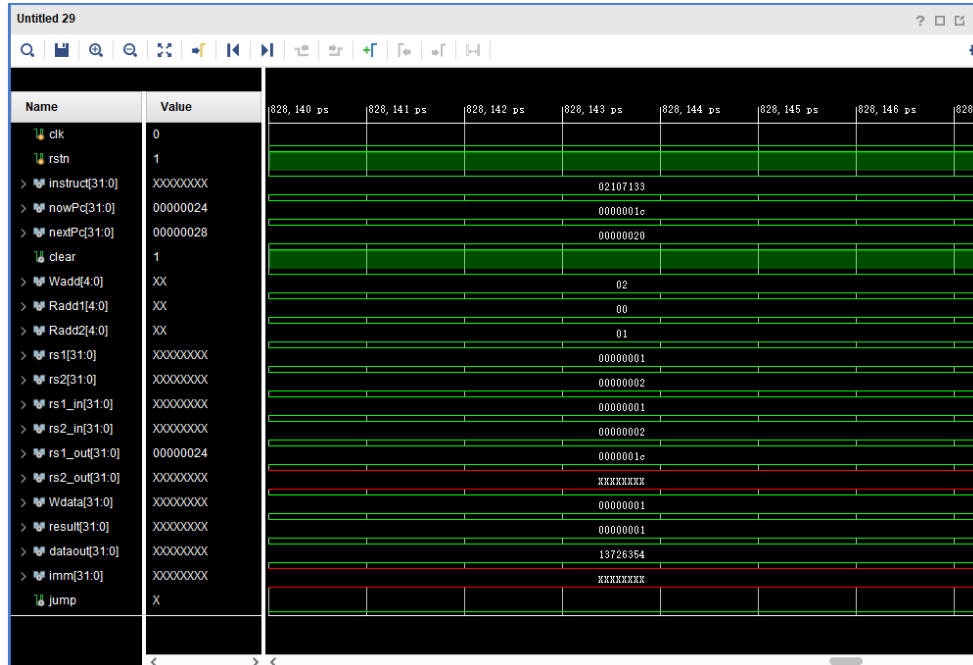 Untitled 29
?
Name Value 828,140 ps 828,141 ps 828,142 ps 828,143 ps 828,144 ps 828,145 ps 828,146 ps 828
clk 0
rstn 1
instruct[31:0] XXXXXXXX 02107133
nowPc[31:0] 00000024 0000001c
nextPc[31:0] 00000028 00000020
clear 1
Wadd[4:0] XX 02
Radd1[4:0] XX 00
Radd2[4:0] XX 01
rs1[31:0] XXXXXXXX 00000001
rs2[31:0] XXXXXXXX 00000002
rs1_in[31:0] XXXXXXXX 00000001
rs2_in[31:0] XXXXXXXX 00000002
rs1_out[31:0] 00000024 0000001c
rs2_out[31:0] XXXXXXXX XXXXXXXX
Wdata[31:0] XXXXXXXX 00000001
result[31:0] XXXXXXXX 00000001
dataout[31:0] XXXXXXXX 13726354
imm[31:0] XXXXXXXX XXXXXXXX
jump X